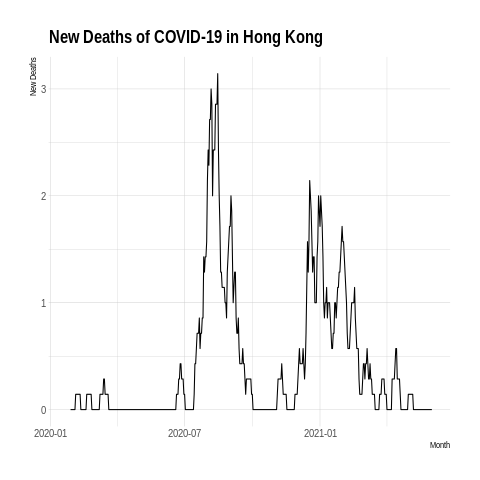 New Deaths of COVID-19 in Hong Kong
New Deaths
3
2
1
0
2020-01
2020-07
2021-01
Month